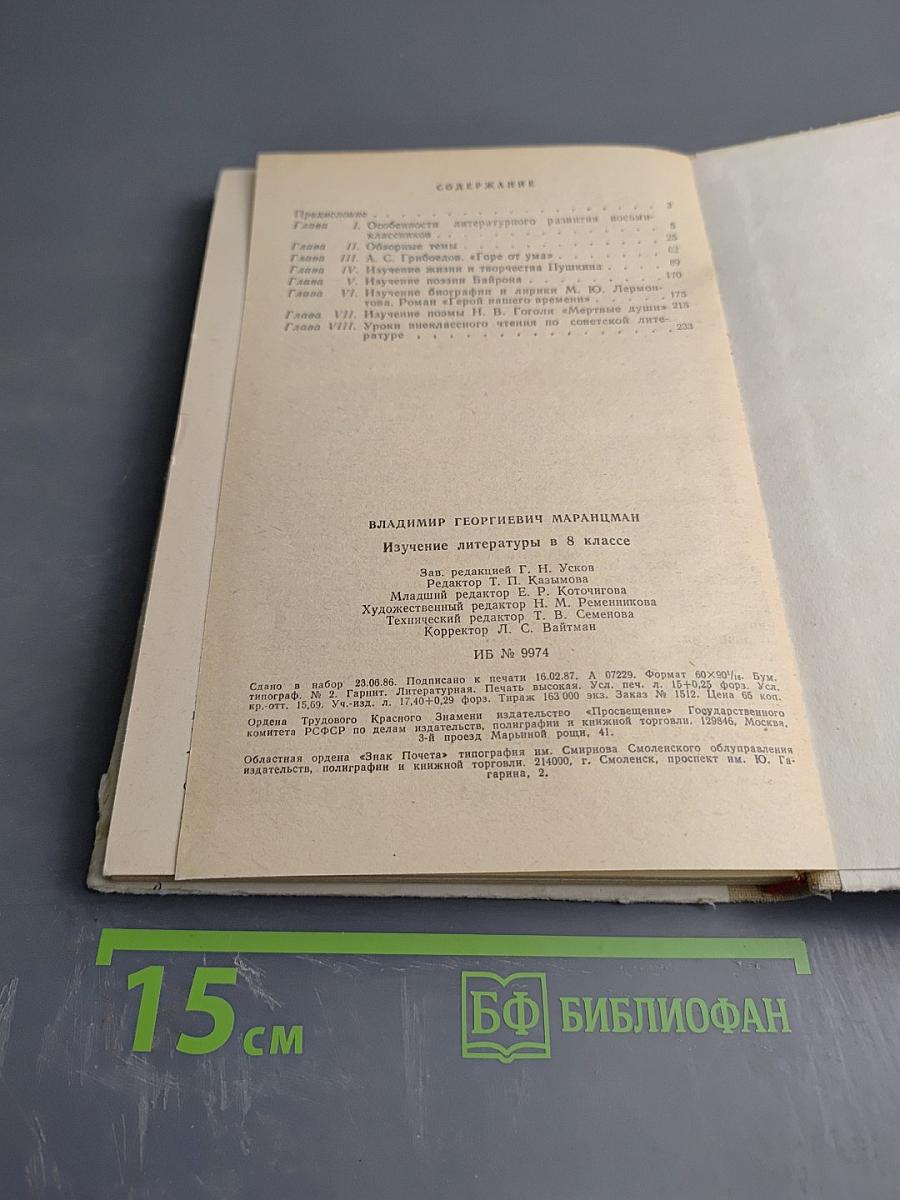 СОДЕРЖАНИЕ
Предисловие . . . . . . . . . . . . . . . . 3
Глава I. Особенности литературного развития восьми-
классников . . . . . . . . . . . . . . 5
Глава II. Обзорные темы . . . . . . . . . . . 25
Глава III. А. С. Грибоедов. «Горе от ума» . . . . . . 62
Глава IV. Изучение жизни и творчества Пушкина . . . . 89
Глава V. Изучение поэзии Байрона . . . . . . . . 170
Глава VI. Изучение биографии и лирики М. Ю. Лермон-
това. Роман «Герой нашего времени» . . . . . 175
Глава VII. Изучение поэмы Н. В. Гоголя «Мертвые души» 215
Глава VIII. Уроки внеклассного чтения по советской лите-
ратуре . . . . . . . . . . . . . . . 233
ВЛАДИМИР ГЕОРГИЕВИЧ МАРАНЦМАН
Изучение литературы в 8 классе
Зав. редакцией Г. Н. Усков
Редактор Т. П. Казымова
Младший редактор Е. Р. Коточигова
Художественный редактор Н. М. Ременникова
Технический редактор Т. В. Семенова
Корректор Л. С. Вайтман
ИБ № 9974
Сдано в набор 23.06.86. Подписано к печати 16.02.87. А 07229. Формат 60×90¹/₁₆. Бум.
типограф. № 2. Гарнит. Литературная. Печать высокая. Усл. печ. л. 15+0,25 форз. Усл.
кр.-отт. 15,69. Уч.-изд. л. 17,40+0,29 форз. Тираж 163 000 экз. Заказ № 1512. Цена 65 коп.
Ордена Трудового Красного Знамени издательство «Просвещение» Государственного
комитета РСФСР по делам издательств, полиграфии и книжной торговли. 129846, Москва,
3-й проезд Марьиной рощи, 41.
Областная ордена «Знак Почета» типография им. Смирнова Смоленского облуправления
издательств, полиграфии и книжной торговли. 214000, г. Смоленск, проспект им. Ю. Га-
гарина, 2.
15 см
БФ БИБЛИОФАН